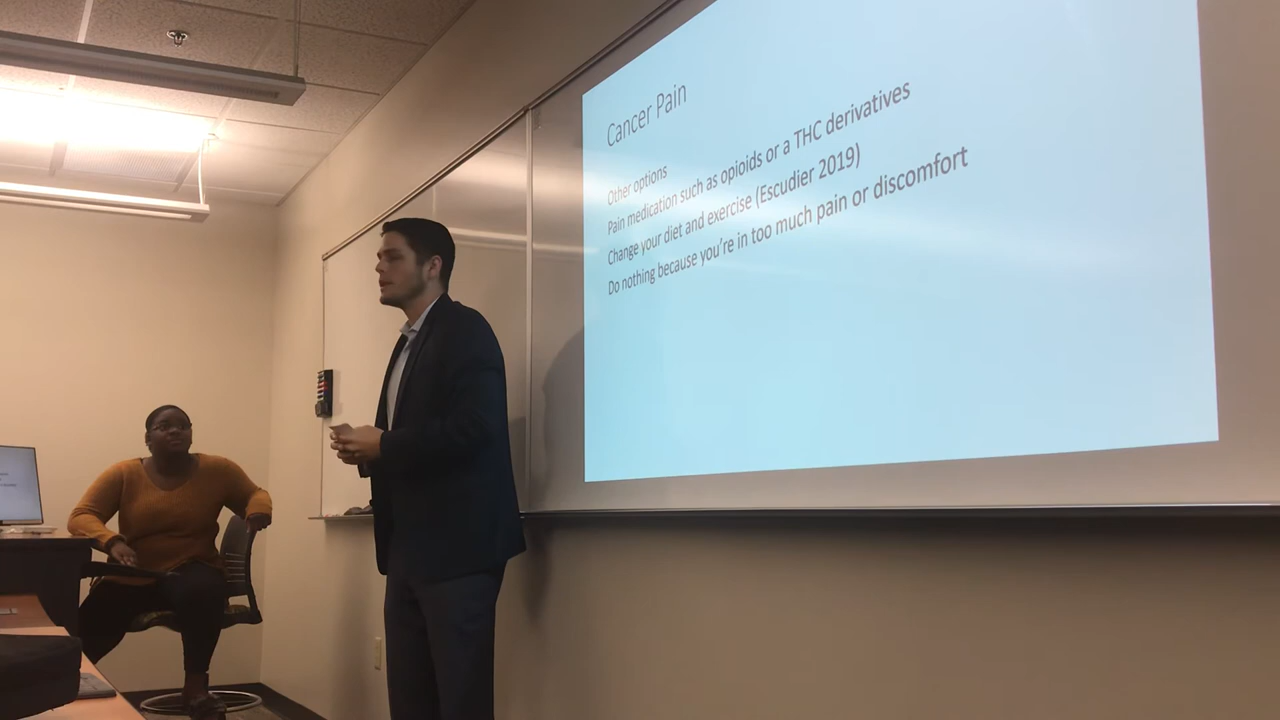 Cancer Pain
Other options
Pain medication such as opioids or a THC derivatives
Change your diet and exercise (Escudier 2019)
Do nothing because you're in too much pain or discomfort